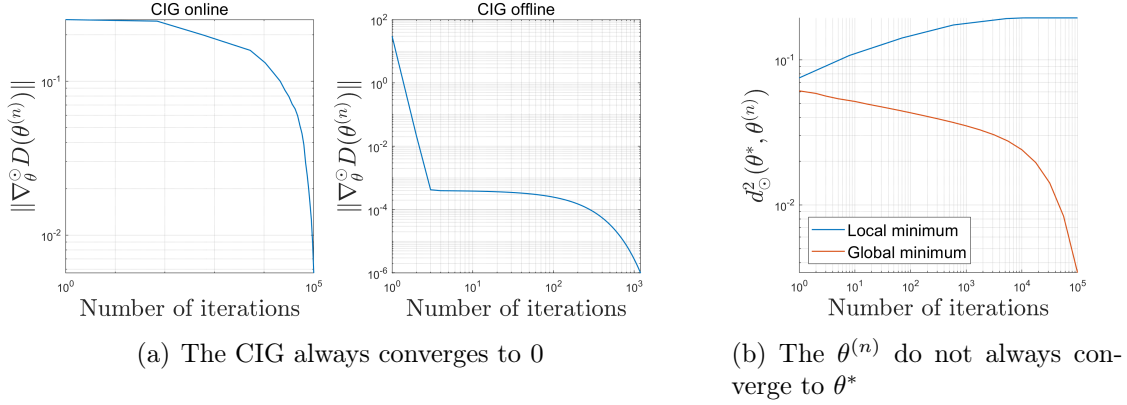 CIG online
CIG offline
‖∇_θ^⊙ D(θ^(n))‖
10^-1
10^-2
10^0
10^5
Number of iterations
‖∇_θ^⊙ D(θ^(n))‖
10^2
10^0
10^-2
10^-4
10^-6
10^0 10^1 10^2 10^3
Number of iterations
d_⊙^2(θ*, θ^(n))
10^-1
10^-2
Local minimum
Global minimum
10^0 10^1 10^2 10^3 10^4 10^5
Number of iterations
(a) The CIG always converges to 0
(b) The θ^(n) do not always con-
verge to θ*